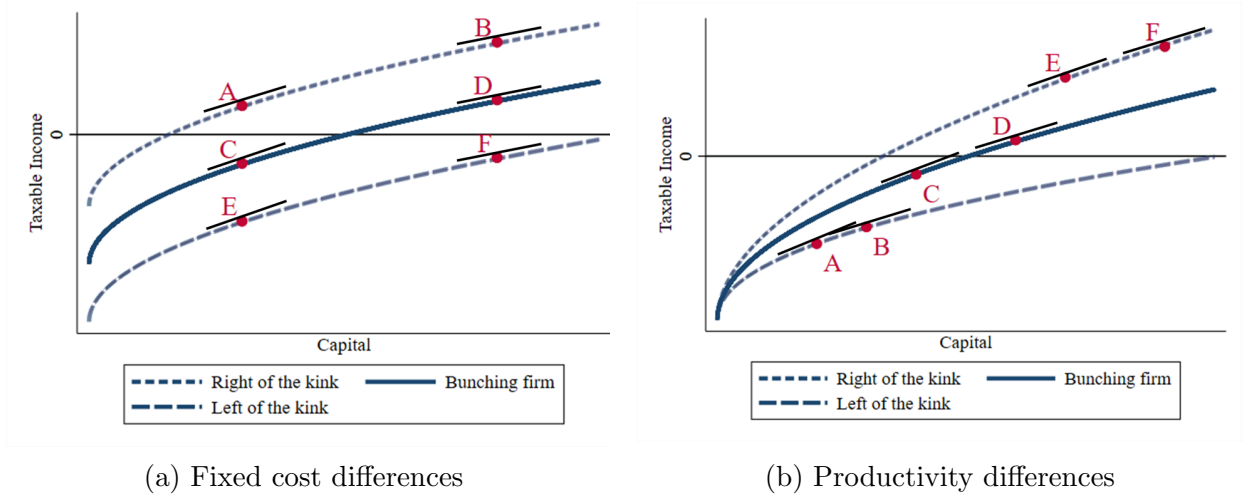 B
A
D
0
C
F
E
Taxable Income
Capital
Right of the kink
Bunching firm
Left of the kink
(a) Fixed cost differences
F
E
D
0
C
B
A
Taxable Income
Capital
Right of the kink
Bunching firm
Left of the kink
(b) Productivity differences